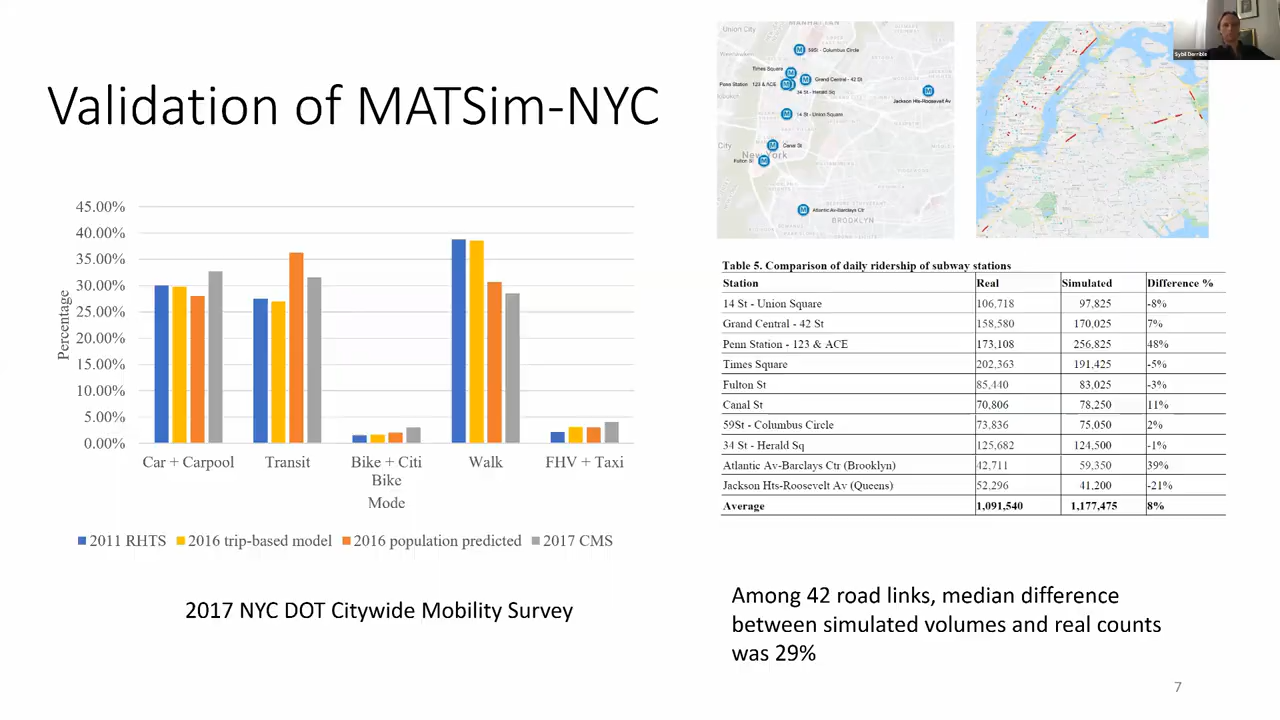 Validation of MATSim-NYC
45.00%
40.00%
35.00%
30.00%
25.00%
20.00%
15.00%
10.00%
5.00%
0.00%
Percentage
Car + Carpool Transit Bike + Citi Bike Walk FHV + Taxi
Mode
2011 RHTS 2016 trip-based model 2016 population predicted 2017 CMS
2017 NYC DOT Citywide Mobility Survey
MANHATTAN
Union City
59St - Columbus Circle
Times Square
Grand Central - 42 St
Penn Station - 123 & ACE
34 St - Herald Sq
Jackson Hts-Roosevelt Av
14 St - Union Square
City
Canal St
New York
Fulton St
Atlantic Av-Barclays Ctr
BROOKLYN
Sybil Derrible
Table 5. Comparison of daily ridership of subway stations
Station Real Simulated Difference %
14 St - Union Square 106,718 97,825 -8%
Grand Central - 42 St 158,580 170,025 7%
Penn Station - 123 & ACE 173,108 256,825 48%
Times Square 202,363 191,425 -5%
Fulton St 85,440 83,025 -3%
Canal St 70,806 78,250 11%
59St - Columbus Circle 73,836 75,050 2%
34 St - Herald Sq 125,682 124,500 -1%
Atlantic Av-Barclays Ctr (Brooklyn) 42,711 59,350 39%
Jackson Hts-Roosevelt Av (Queens) 52,296 41,200 -21%
Average 1,091,540 1,177,475 8%
Among 42 road links, median difference
between simulated volumes and real counts
was 29%
7